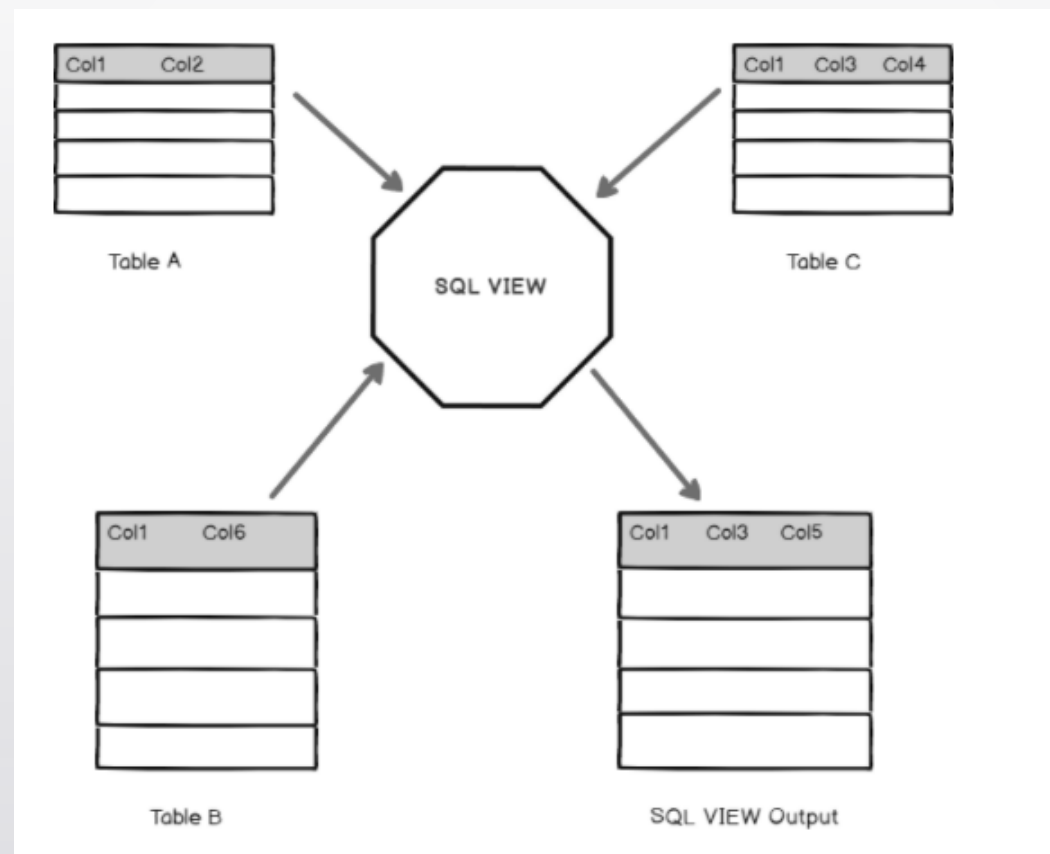 Col1 Col2
Table A
Col1 Col3 Col4
Table C
SQL VIEW
Col1 Col6
Table B
Col1 Col3 Col5
SQL VIEW Output